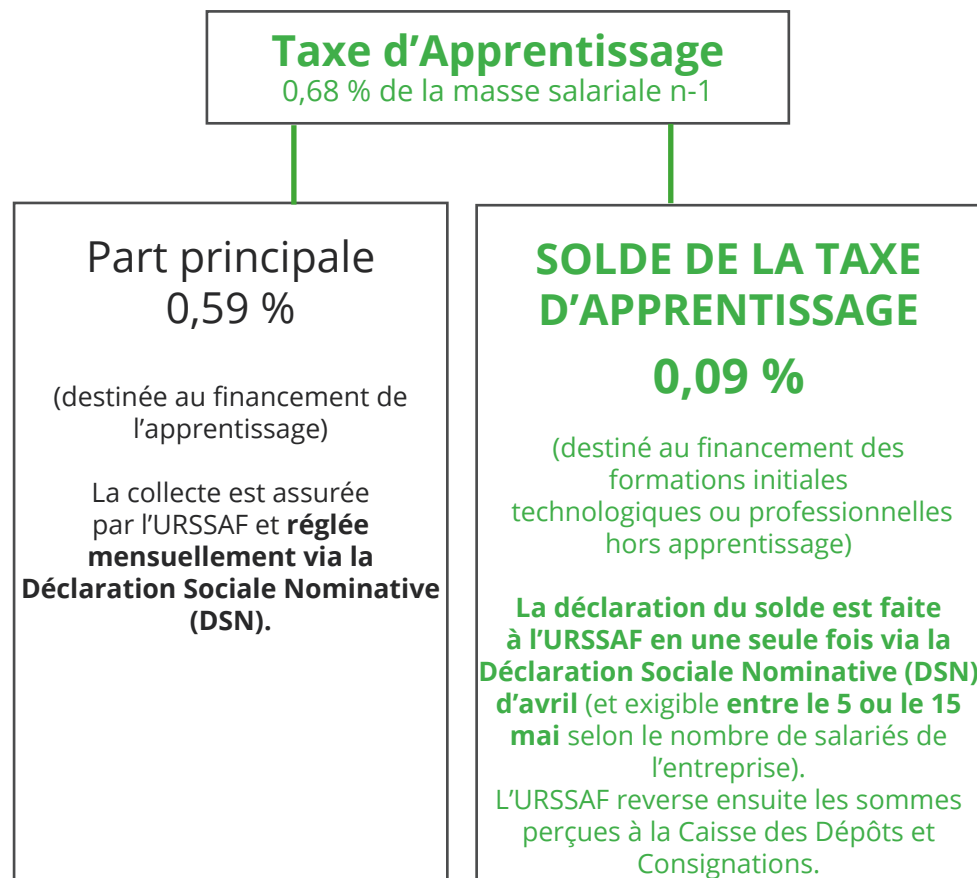 Taxe d’Apprentissage
0,68 % de la masse salariale n-1
Part principale
0,59 %
(destinée au financement de
l’apprentissage)
La collecte est assurée
par l’URSSAF et réglée
mensuellement via la
Déclaration Sociale Nominative
(DSN).
SOLDE DE LA TAXE
D’APPRENTISSAGE
0,09 %
(destiné au financement des
formations initiales
technologiques ou professionnelles
hors apprentissage)
La déclaration du solde est faite
à l’URSSAF en une seule fois via la
Déclaration Sociale Nominative (DSN)
d’avril (et exigible entre le 5 ou le 15
mai selon le nombre de salariés de
l’entreprise).
L’URSSAF reverse ensuite les sommes
perçues à la Caisse des Dépôts et
Consignations.